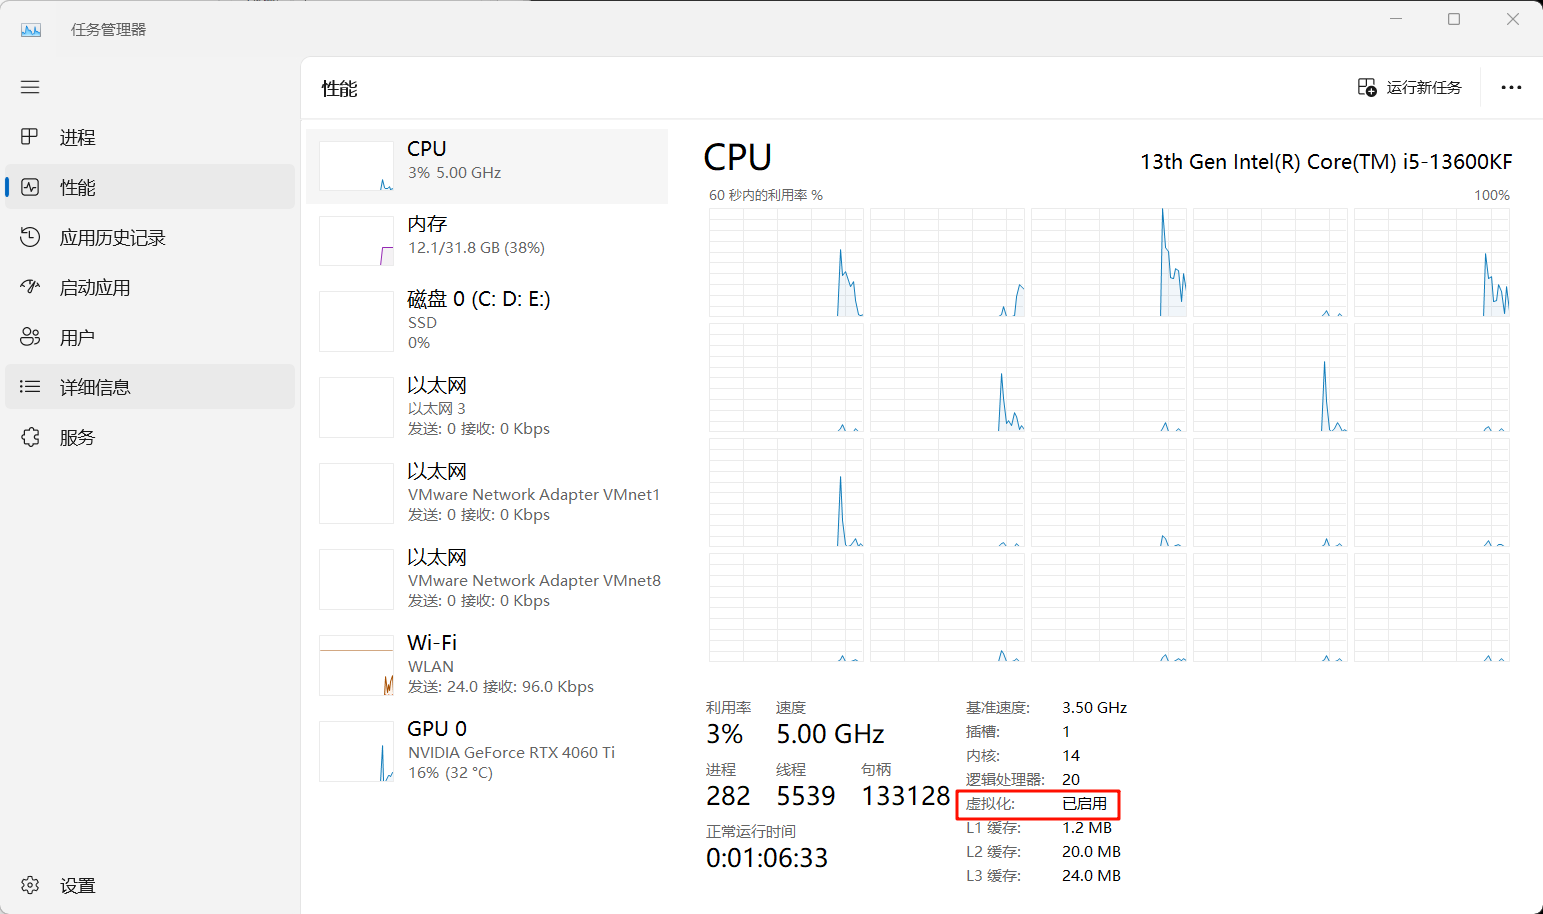 任务管理器
进程
性能
应用历史记录
启动应用
用户
详细信息
服务
设置
性能
运行新任务
CPU
3% 5.00 GHz
内存
12.1/31.8 GB (38%)
磁盘 0 (C: D: E:)
SSD
0%
以太网
以太网 3
发送: 0 接收: 0 Kbps
以太网
VMware Network Adapter VMnet1
发送: 0 接收: 0 Kbps
以太网
VMware Network Adapter VMnet8
发送: 0 接收: 0 Kbps
Wi-Fi
WLAN
发送: 24.0 接收: 96.0 Kbps
GPU 0
NVIDIA GeForce RTX 4060 Ti
16% (32 °C)
CPU
13th Gen Intel(R) Core(TM) i5-13600KF
60 秒内的利用率 %
100%
利用率 速度
3% 5.00 GHz
进程 线程 句柄
282 5539 133128
正常运行时间
0:01:06:33
基准速度: 3.50 GHz
插槽: 1
内核: 14
逻辑处理器: 20
虚拟化: 已启用
L1 缓存: 1.2 MB
L2 缓存: 20.0 MB
L3 缓存: 24.0 MB